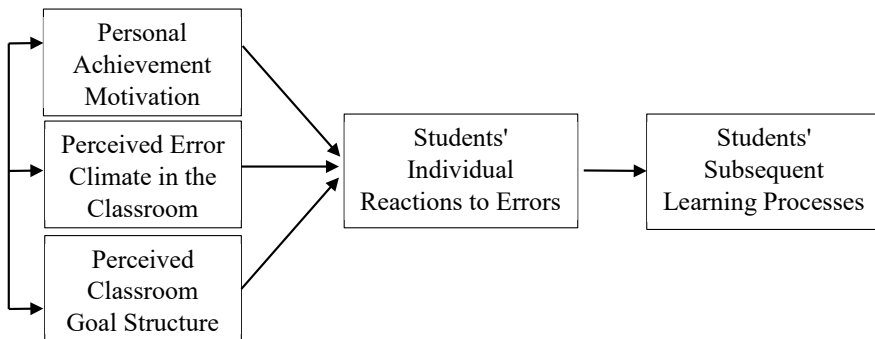 Personal
Achievement
Motivation
Perceived Error
Climate in the
Classroom
Perceived
Classroom
Goal Structure
Students'
Individual
Reactions to Errors
Students'
Subsequent
Learning Processes